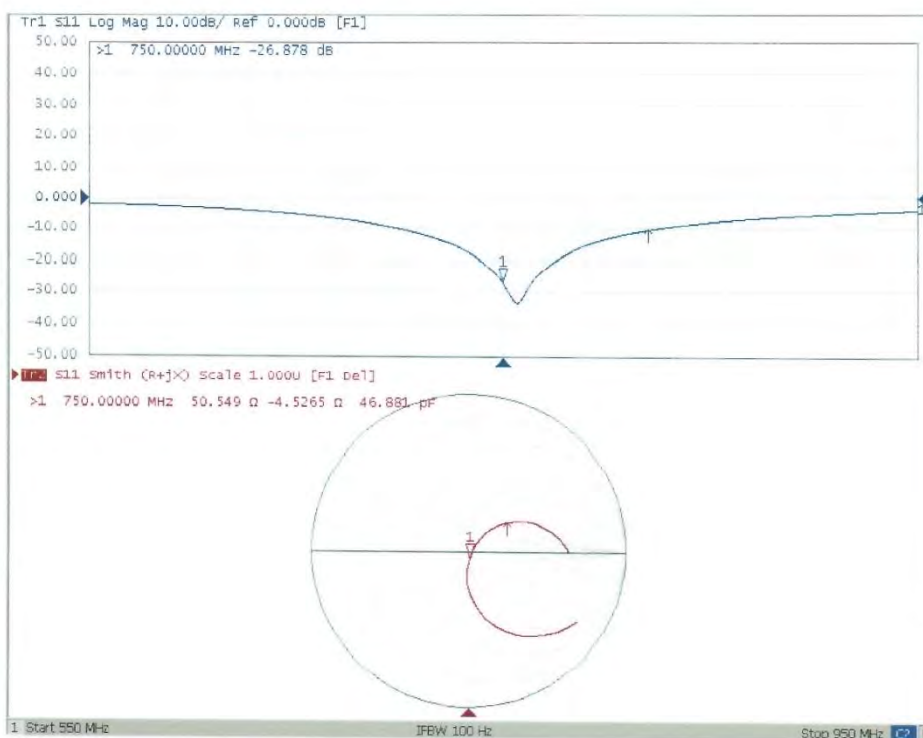 Tr1 S11 Log Mag 10.00dB/ Ref 0.000dB [F1]
50.00
>1 750.00000 MHz -26.878 dB
40.00
30.00
20.00
10.00
0.000
-10.00
-20.00
1
-30.00
-40.00
-50.00
Tr2 S11 Smith (R+jX) Scale 1.000U [F1 Del]
>1 750.00000 MHz 50.549 Ω -4.5265 Ω 46.881 pF
1
1 Start 550 MHz IFBW 100 Hz Stop 950 MHz C2